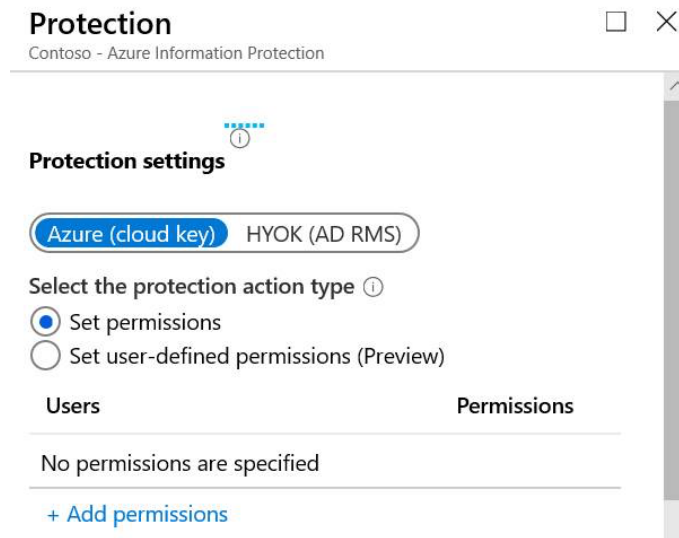 Protection
Contoso - Azure Information Protection
Protection settings
Azure (cloud key) HYOK (AD RMS)
Select the protection action type
Set permissions
Set user-defined permissions (Preview)
Users Permissions
No permissions are specified
+ Add permissions